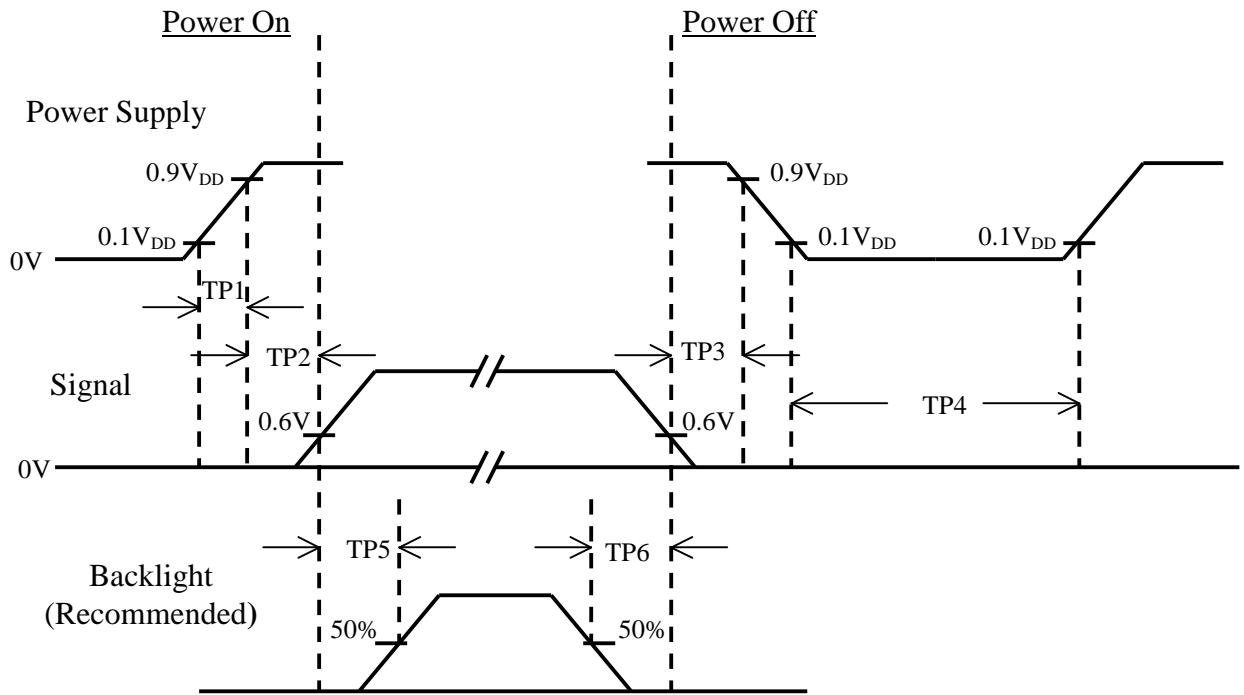 Power On
Power Off
Power Supply
0.9VDD
0.9VDD
0.1VDD
0.1VDD
0.1VDD
0V
TP1
TP2
TP3
TP4
Signal
0.6V
0.6V
0V
TP5
TP6
Backlight
(Recommended)
50%
50%